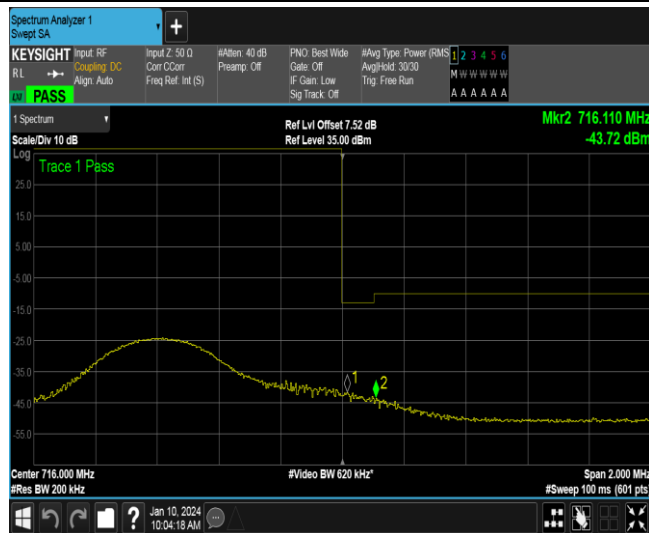 Spectrum Analyzer 1
Swept SA
+
KEYSIGHT
RL
LV PASS
Input: RF
Coupling: DC
Align: Auto
Input Z: 50 Ω
Corr CCorr
Freq Ref: Int (S)
#Atten: 40 dB
Preamp: Off
PNO: Best Wide
Gate: Off
IF Gain: Low
Sig Track: Off
#Avg Type: Power (RMS
Avg|Hold: 30/30
Trig: Free Run
1 2 3 4 5 6
M W W W W W
A A A A A A
1 Spectrum
Scale/Div 10 dB
Ref Lvl Offset 7.52 dB
Ref Level 35.00 dBm
Mkr2 716.110 MHz
-43.72 dBm
Log
Trace 1 Pass
25.0
15.0
5.00
-5.00
-15.0
-25.0
-35.0
-45.0
-55.0
1
2
Center 716.000 MHz
#Res BW 200 kHz
#Video BW 620 kHz*
Span 2.000 MHz
#Sweep 100 ms (601 pts)
?
Jan 10, 2024
10:04:18 AM